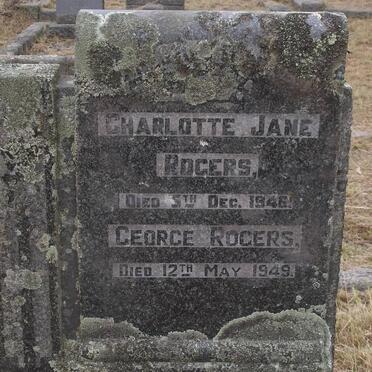 CHARLOTTE JANE
ROGERS,
DIED 5TH DEC. 1946.
GEORGE ROGERS,
DIED 12TH MAY 1949.